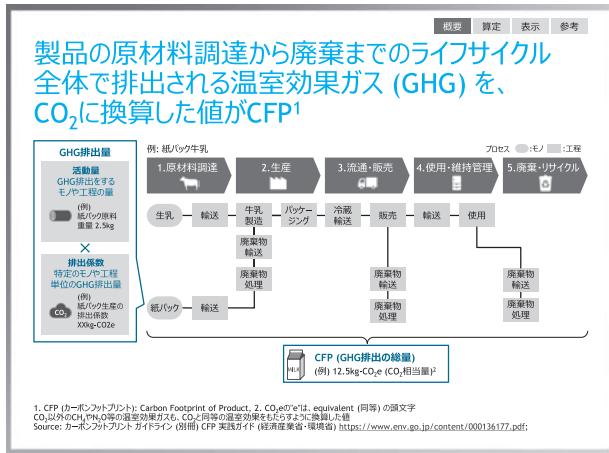 概要 算定 表示 参考
製品の原材料調達から廃棄までのライフサイクル
全体で排出される温室効果ガス (GHG) を、
CO2に換算した値がCFP1
GHG排出量
活動量
GHG排出をする
モノや工程の量
(例)
紙パック原料
重量 2.5kg
×
排出係数
特定のモノや工程
単位のGHG排出量
CO2
(例)
紙パック生産の
排出係数
XXkg-CO2e
例: 紙パック牛乳
プロセス :モノ :工程
1.原材料調達 2.生産 3.流通・販売 4.使用・維持管理 5.廃棄・リサイクル
生乳 輸送 牛乳
製造 パッケー
ジング 冷蔵
輸送 販売 輸送 使用
廃棄物
輸送
廃棄物
処理
廃棄物
輸送
廃棄物
処理
廃棄物
輸送
廃棄物
処理
紙パック 輸送
MILK
CFP (GHG排出の総量)
(例) 12.5kg-CO2e (CO2相当量)2
1. CFP (カーボンフットプリント): Carbon Footprint of Product, 2. CO2eの"e"は、equivalent (同等) の頭文字
CO2以外のCH4やN2O等の温室効果ガスも、CO2と同等の温室効果をもたらすように換算した値
Source: カーボンフットプリント ガイドライン (別冊) CFP 実践ガイド (経済産業省・環境省) https://www.env.go.jp/content/000136177.pdf;